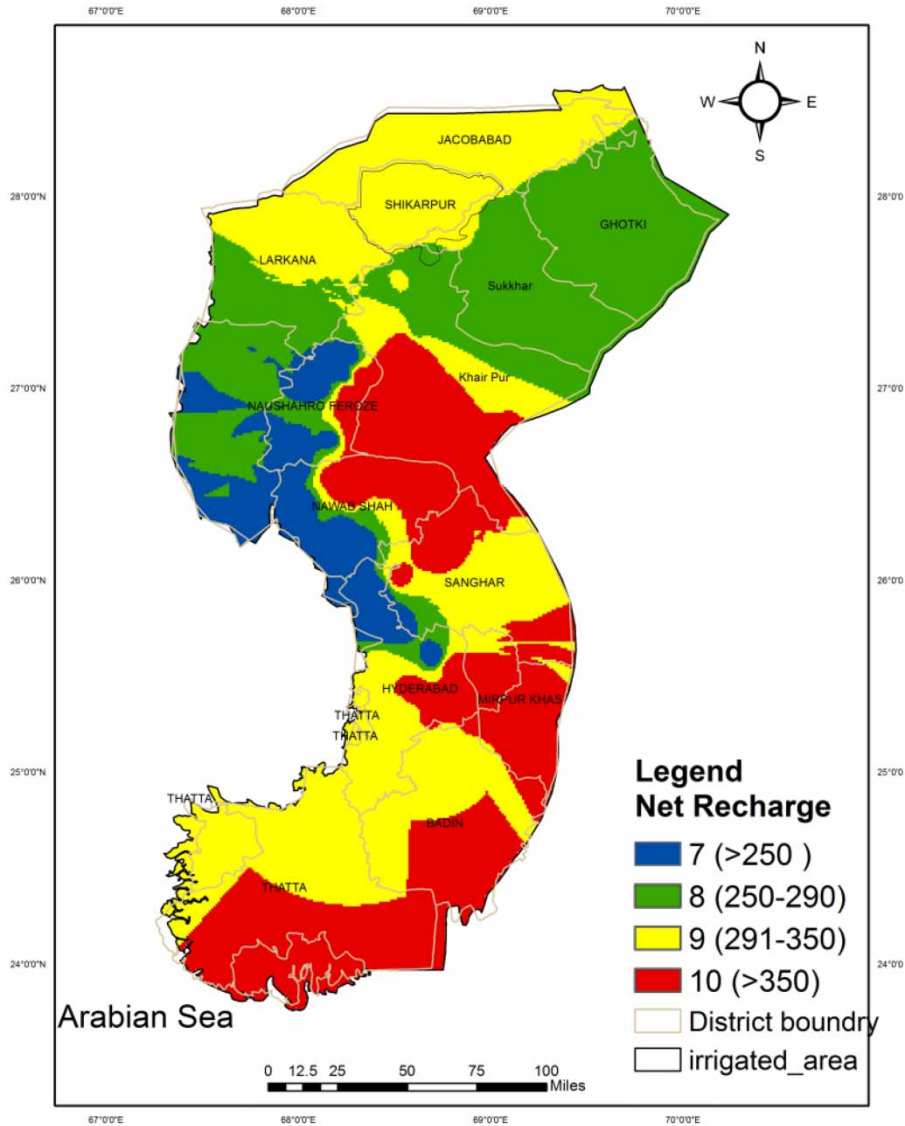 67°0'0"E 68°0'0"E 69°0'0"E 70°0'0"E
N
W E
S
JACOBABAD
28°0'0"N 28°0'0"N
SHIKARPUR
GHOTKI
LARKANA
Sukkhar
27°0'0"N 27°0'0"N
Khair Pur
NAUSHAHRO FEROZE
NAWAB SHAH
26°0'0"N 26°0'0"N
SANGHAR
HYDERABAD
MIRPUR KHAS
THATTA
THATTA
25°0'0"N 25°0'0"N
THATTA
BADIN
THATTA
24°0'0"N 24°0'0"N
Arabian Sea
Legend
Net Recharge
7 (>250 )
8 (250-290)
9 (291-350)
10 (>350)
District boundry
irrigated_area
0 12.5 25 50 75 100
Miles
67°0'0"E 68°0'0"E 69°0'0"E 70°0'0"E